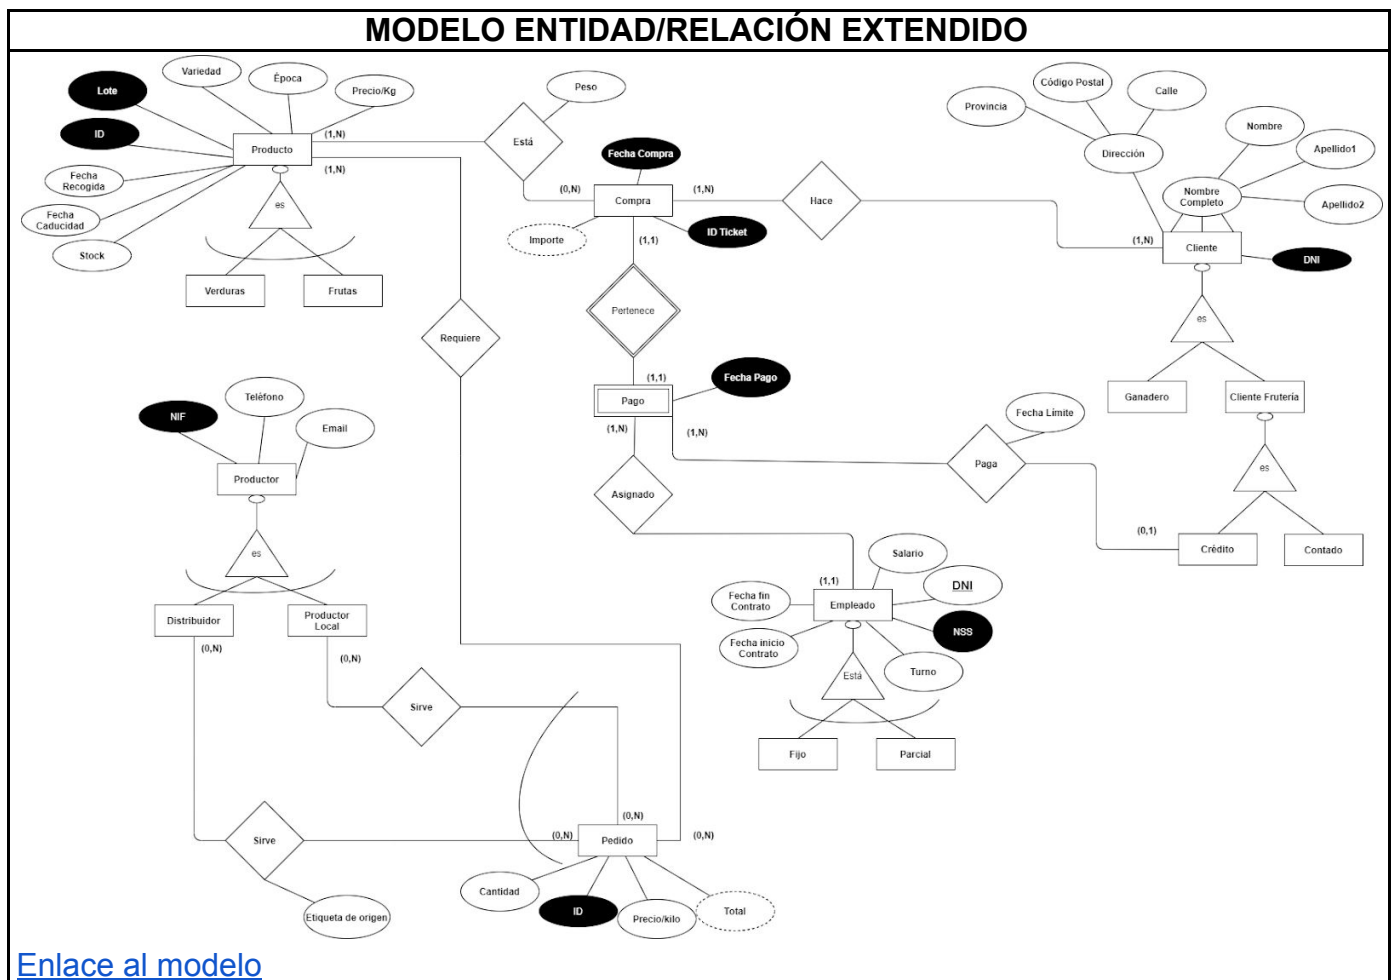 MODELO ENTIDAD/RELACIÓN EXTENDIDO
Lote
Variedad
Época
Precio/Kg
ID
Producto
(1,N)
(1,N)
Fecha
Recogida
Fecha
Caducidad
Stock
es
Verduras
Frutas
Está
Peso
Fecha Compra
(0,N)
Compra
(1,N)
Importe
ID Ticket
(1,1)
Hace
Provincia
Código Postal
Calle
Dirección
Nombre
Apellido1
Nombre
Completo
Apellido2
(1,N)
Cliente
DNI
es
Ganadero
Cliente Frutería
es
Crédito
Contado
Requiere
Pertenece
(1,1)
Pago
Fecha Pago
(1,N)
(1,N)
Fecha Límite
Paga
(0,1)
Asignado
NIF
Teléfono
Email
Productor
es
Distribuidor
Productor
Local
(0,N)
(0,N)
Salario
(1,1)
DNI
Fecha fin
Contrato
Empleado
NSS
Fecha inicio
Contrato
Está
Turno
Fijo
Parcial
Sirve
Sirve
(0,N)
(0,N)
Pedido
(0,N)
Cantidad
ID
Precio/kilo
Total
Etiqueta de origen
Enlace al modelo